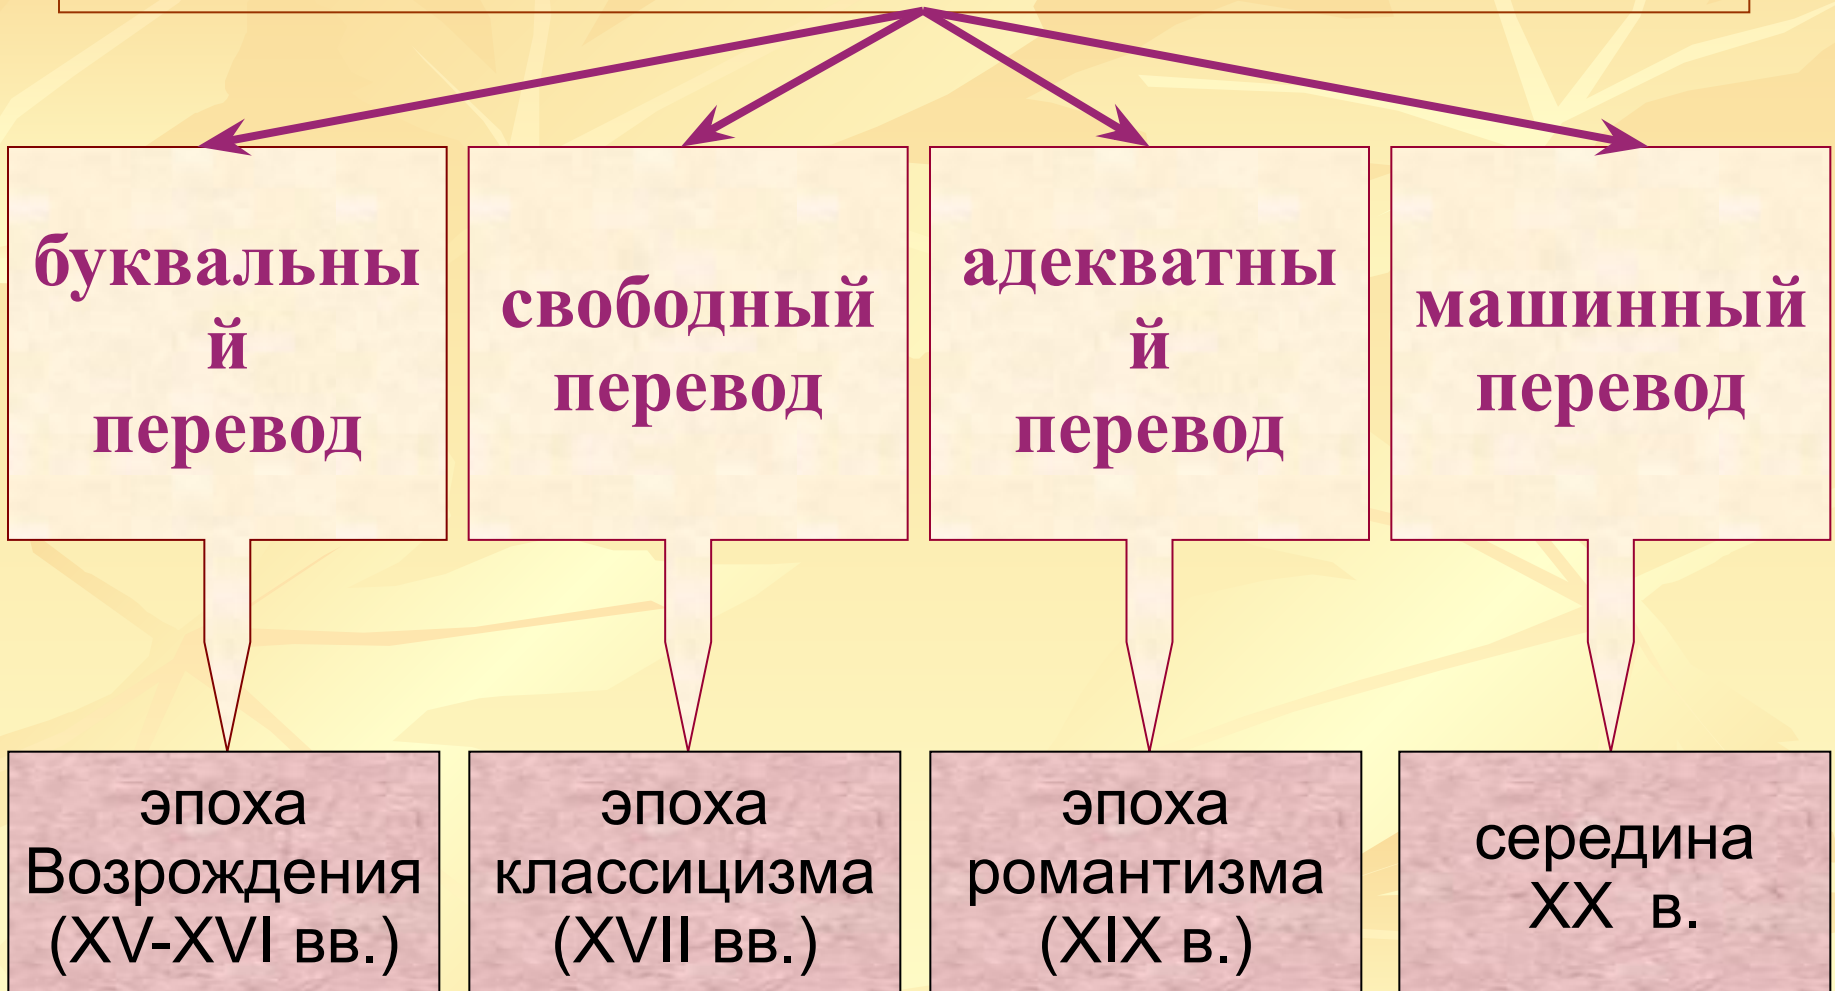 буквальны
й
перевод
свободный
перевод
адекватны
й
перевод
машинный
перевод
эпоха
Возрождения
(XV-XVI вв.)
эпоха
классицизма
(XVII вв.)
эпоха
романтизма
(XIX в.)
середина
XX в.